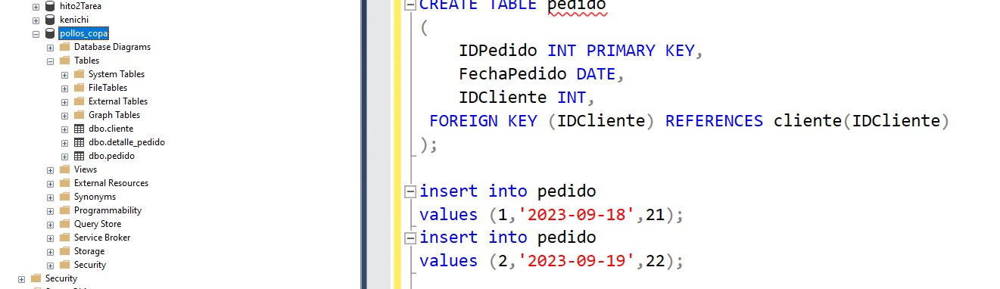 hito2Tarea
kenichi
pollos_copa
Database Diagrams
Tables
System Tables
FileTables
External Tables
Graph Tables
dbo.cliente
dbo.detalle_pedido
dbo.pedido
Views
External Resources
Synonyms
Programmability
Query Store
Service Broker
Storage
Security
Security
CREATE TABLE pedido
(
IDPedido INT PRIMARY KEY,
FechaPedido DATE,
IDCliente INT,
FOREIGN KEY (IDCliente) REFERENCES cliente(IDCliente)
);
insert into pedido
values (1,'2023-09-18',21);
insert into pedido
values (2,'2023-09-19',22);